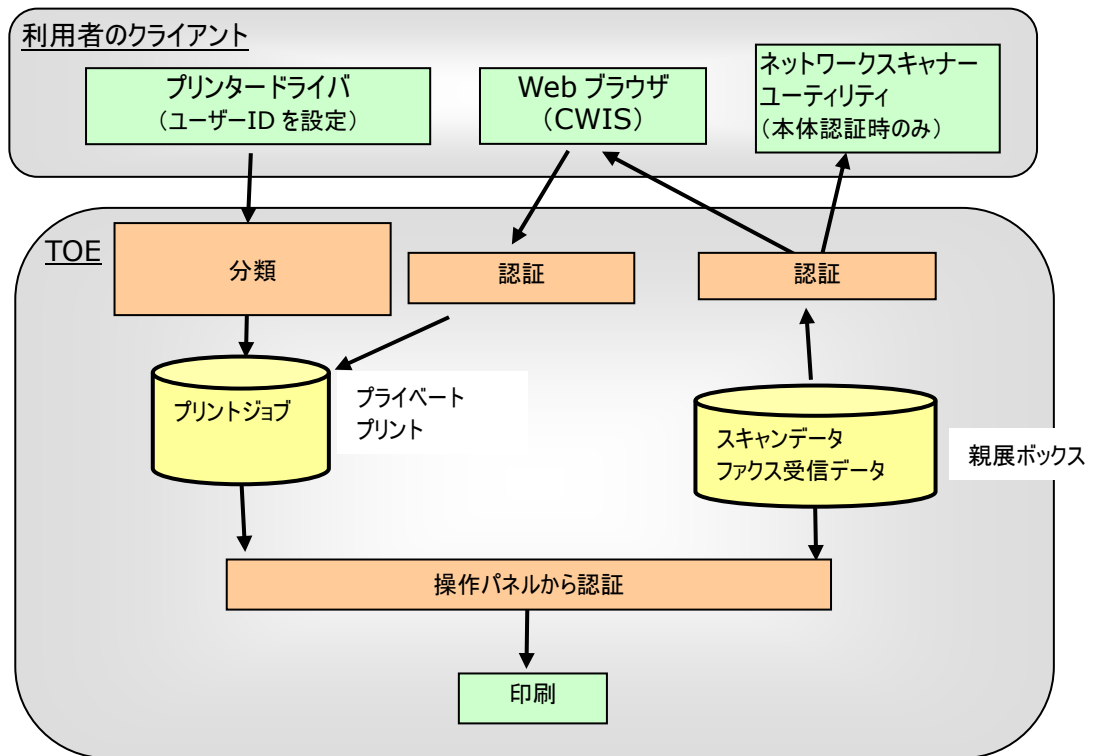 利用者のクライアント
プリンタードライバ
（ユーザーID を設定）
Web ブラウザ
（CWIS）
ネットワークスキャナー
ユーティリティ
（本体認証時のみ）
TOE
分類
認証
認証
プリントジョブ
プライベート
プリント
スキャンデータ
ファクス受信データ
親展ボックス
操作パネルから認証
印刷